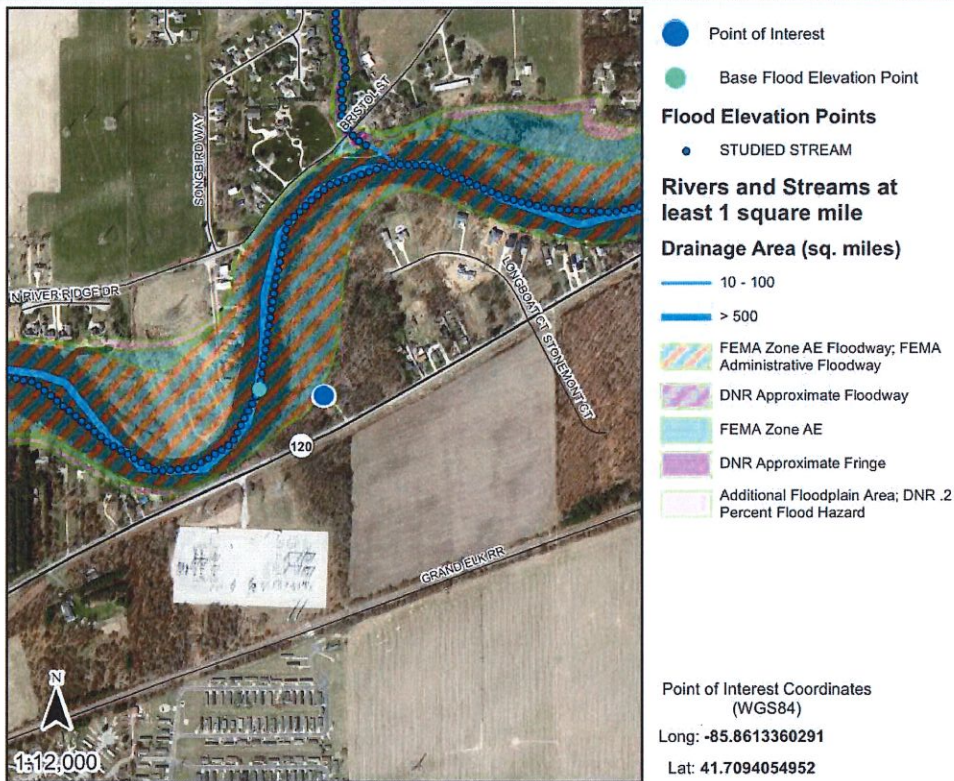 SONGBIRD WAY
BRISTOL ST
N RIVER RIDGE DR
LONGBOAT CT
STONEMONT CT
120
GRAND ELK RR
N
1:12,000
Point of Interest
Base Flood Elevation Point
Flood Elevation Points
STUDIED STREAM
Rivers and Streams at
least 1 square mile
Drainage Area (sq. miles)
10 - 100
> 500
FEMA Zone AE Floodway; FEMA
Administrative Floodway
DNR Approximate Floodway
FEMA Zone AE
DNR Approximate Fringe
Additional Floodplain Area; DNR .2
Percent Flood Hazard
Point of Interest Coordinates
(WGS84)
Long: -85.8613360291
Lat: 41.7094054952